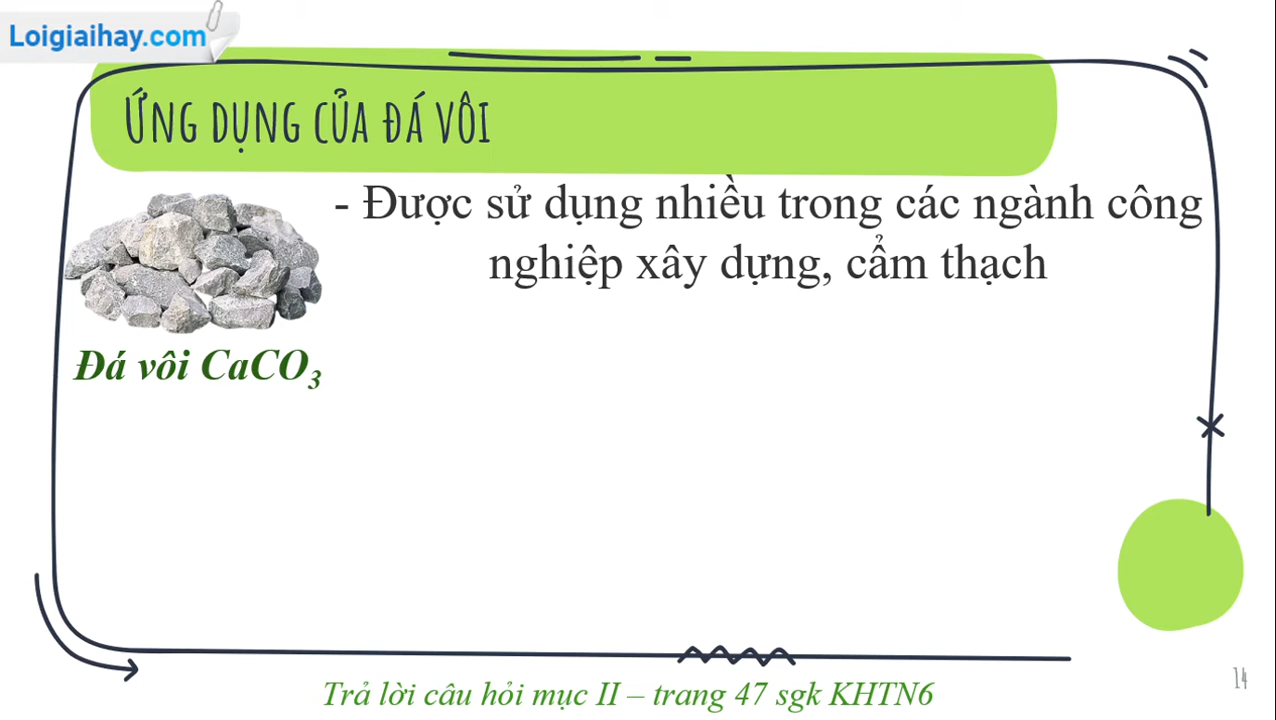 Loigiaihay.com
Ứng dụng của đá vôi
- Được sử dụng nhiều trong các ngành công
nghiệp xây dựng, cẩm thạch
Đá vôi CaCO₃
Trả lời câu hỏi mục II – trang 47 sgk KHTN6
14